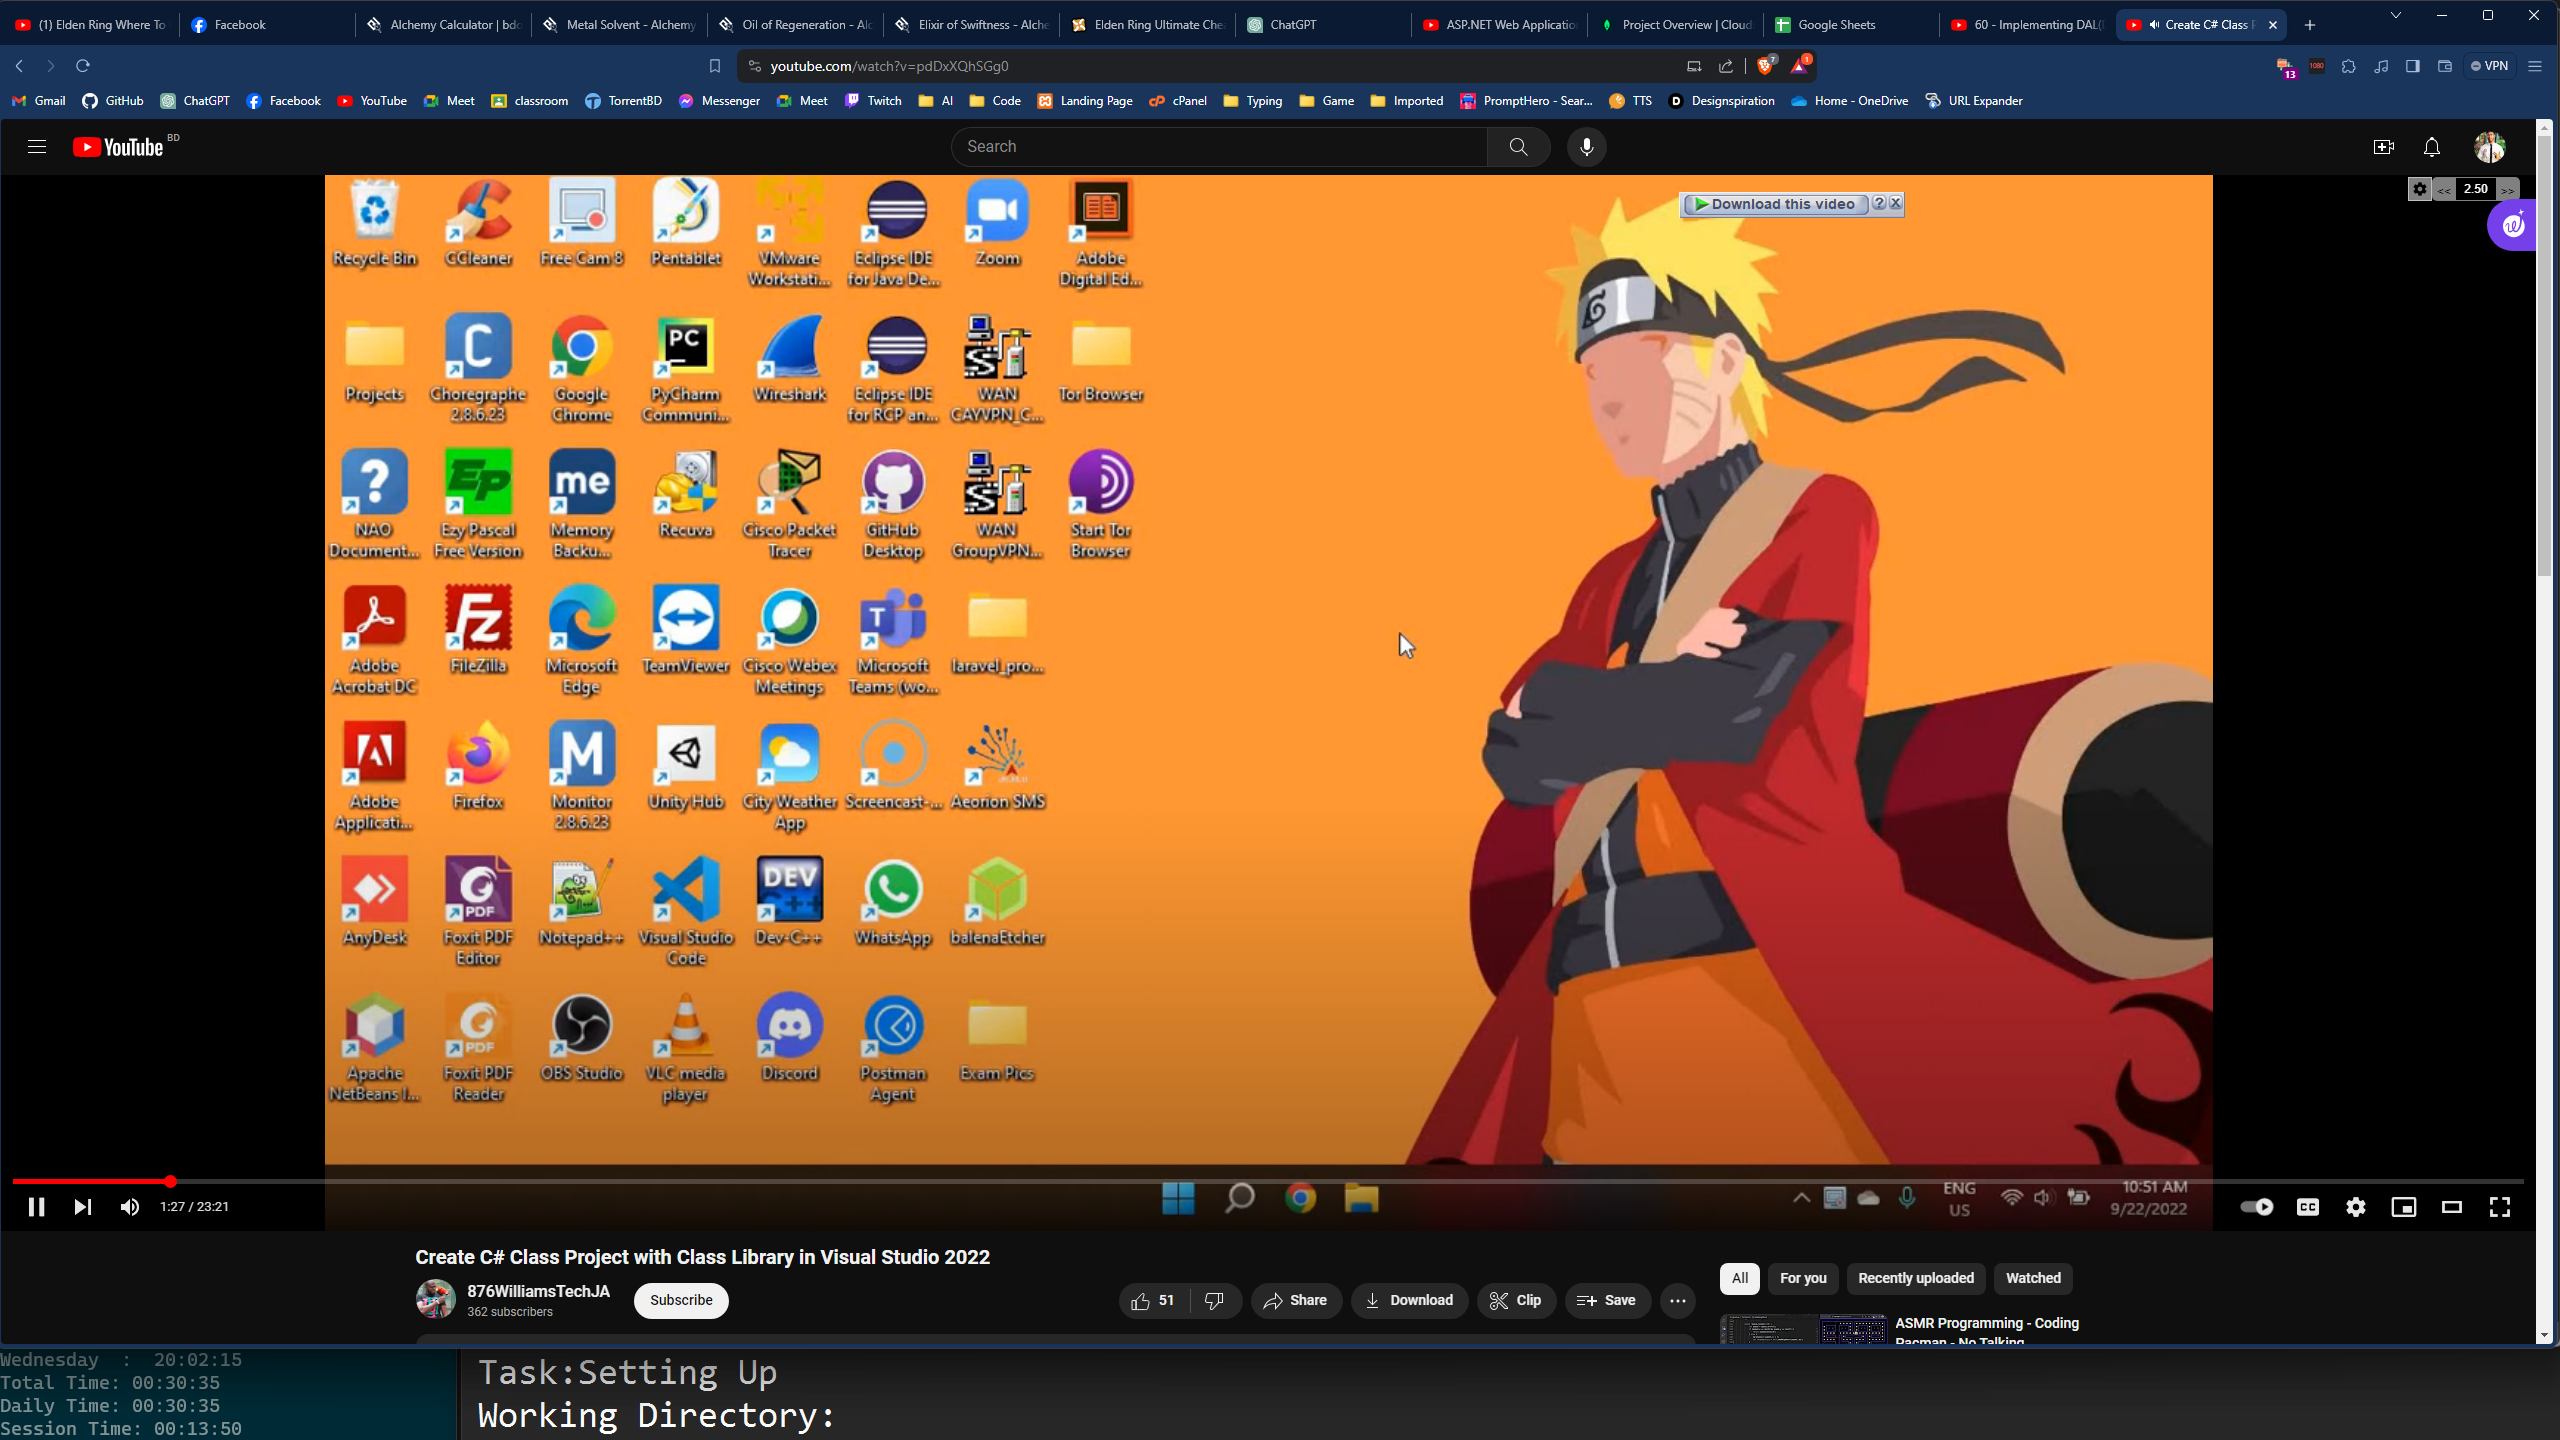 (1) Elden Ring Where To
Facebook
Alchemy Calculator | bdo
Metal Solvent - Alchemy
Oil of Regeneration - Alc
Elixir of Swiftness - Alche
Elden Ring Ultimate Che
ChatGPT
ASP.NET Web Application
Project Overview | Cloud
Google Sheets
60 - Implementing DAL(
Create C# Class P
youtube.com/watch?v=pdDxXQhSGg0
7
1
13
1080
VPN
Gmail
GitHub
ChatGPT
Facebook
YouTube
Meet
classroom
TorrentBD
Messenger
Meet
Twitch
AI
Code
Landing Page
cPanel
Typing
Game
Imported
PromptHero - Sear...
TTS
Designspiration
Home - OneDrive
URL Expander
YouTube BD
Search
<< 2.50 >>
Download this video ? X
Recycle Bin
CCleaner
Free Cam 8
Pentablet
VMware
Workstati...
Eclipse IDE
for Java De...
Zoom
Adobe
Digital Ed...
Projects
C
Choregraphe
2.8.6.23
Google
Chrome
PC
PyCharm
Communi...
Wireshark
Eclipse IDE
for RCP an...
WAN
CAYVPN_C...
Tor Browser
?
NAO
Document...
EP
Ezy Pascal
Free Version
me
Memory
Backu...
Recuva
Cisco Packet
Tracer
GitHub
Desktop
WAN
GroupVPN...
Start Tor
Browser
Adobe
Acrobat DC
Fz
FileZilla
Microsoft
Edge
TeamViewer
Cisco Webex
Meetings
T
Microsoft
Teams (wo...
laravel_pro...
Adobe
Applicati...
Firefox
M
Monitor
2.8.6.23
Unity Hub
City Weather
App
Screencast-...
Aeorion SMS
AnyDesk
PDF
Foxit PDF
Editor
Notepad++
Visual Studio
Code
DEV
C++
Dev-C++
WhatsApp
balenaEtcher
Apache
NetBeans I...
PDF
Foxit PDF
Reader
OBS Studio
VLC media
player
Discord
Postman
Agent
Exam Pics
ENG
US
10:51 AM
9/22/2022
1:27 / 23:21
CC
Create C# Class Project with Class Library in Visual Studio 2022
876WilliamsTechJA
362 subscribers
Subscribe
51
Share
Download
Clip
Save
All
For you
Recently uploaded
Watched
ASMR Programming - Coding
Pacman - No Talking
Wednesday  :  20:02:15
Total Time: 00:30:35
Daily Time: 00:30:35
Session Time: 00:13:50
Task:Setting Up
Working Directory: